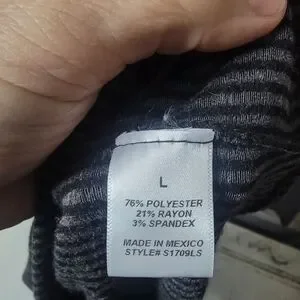 L
76% POLYESTER
21% RAYON
3% SPANDEX
MADE IN MEXICO
STYLE# S1709LS